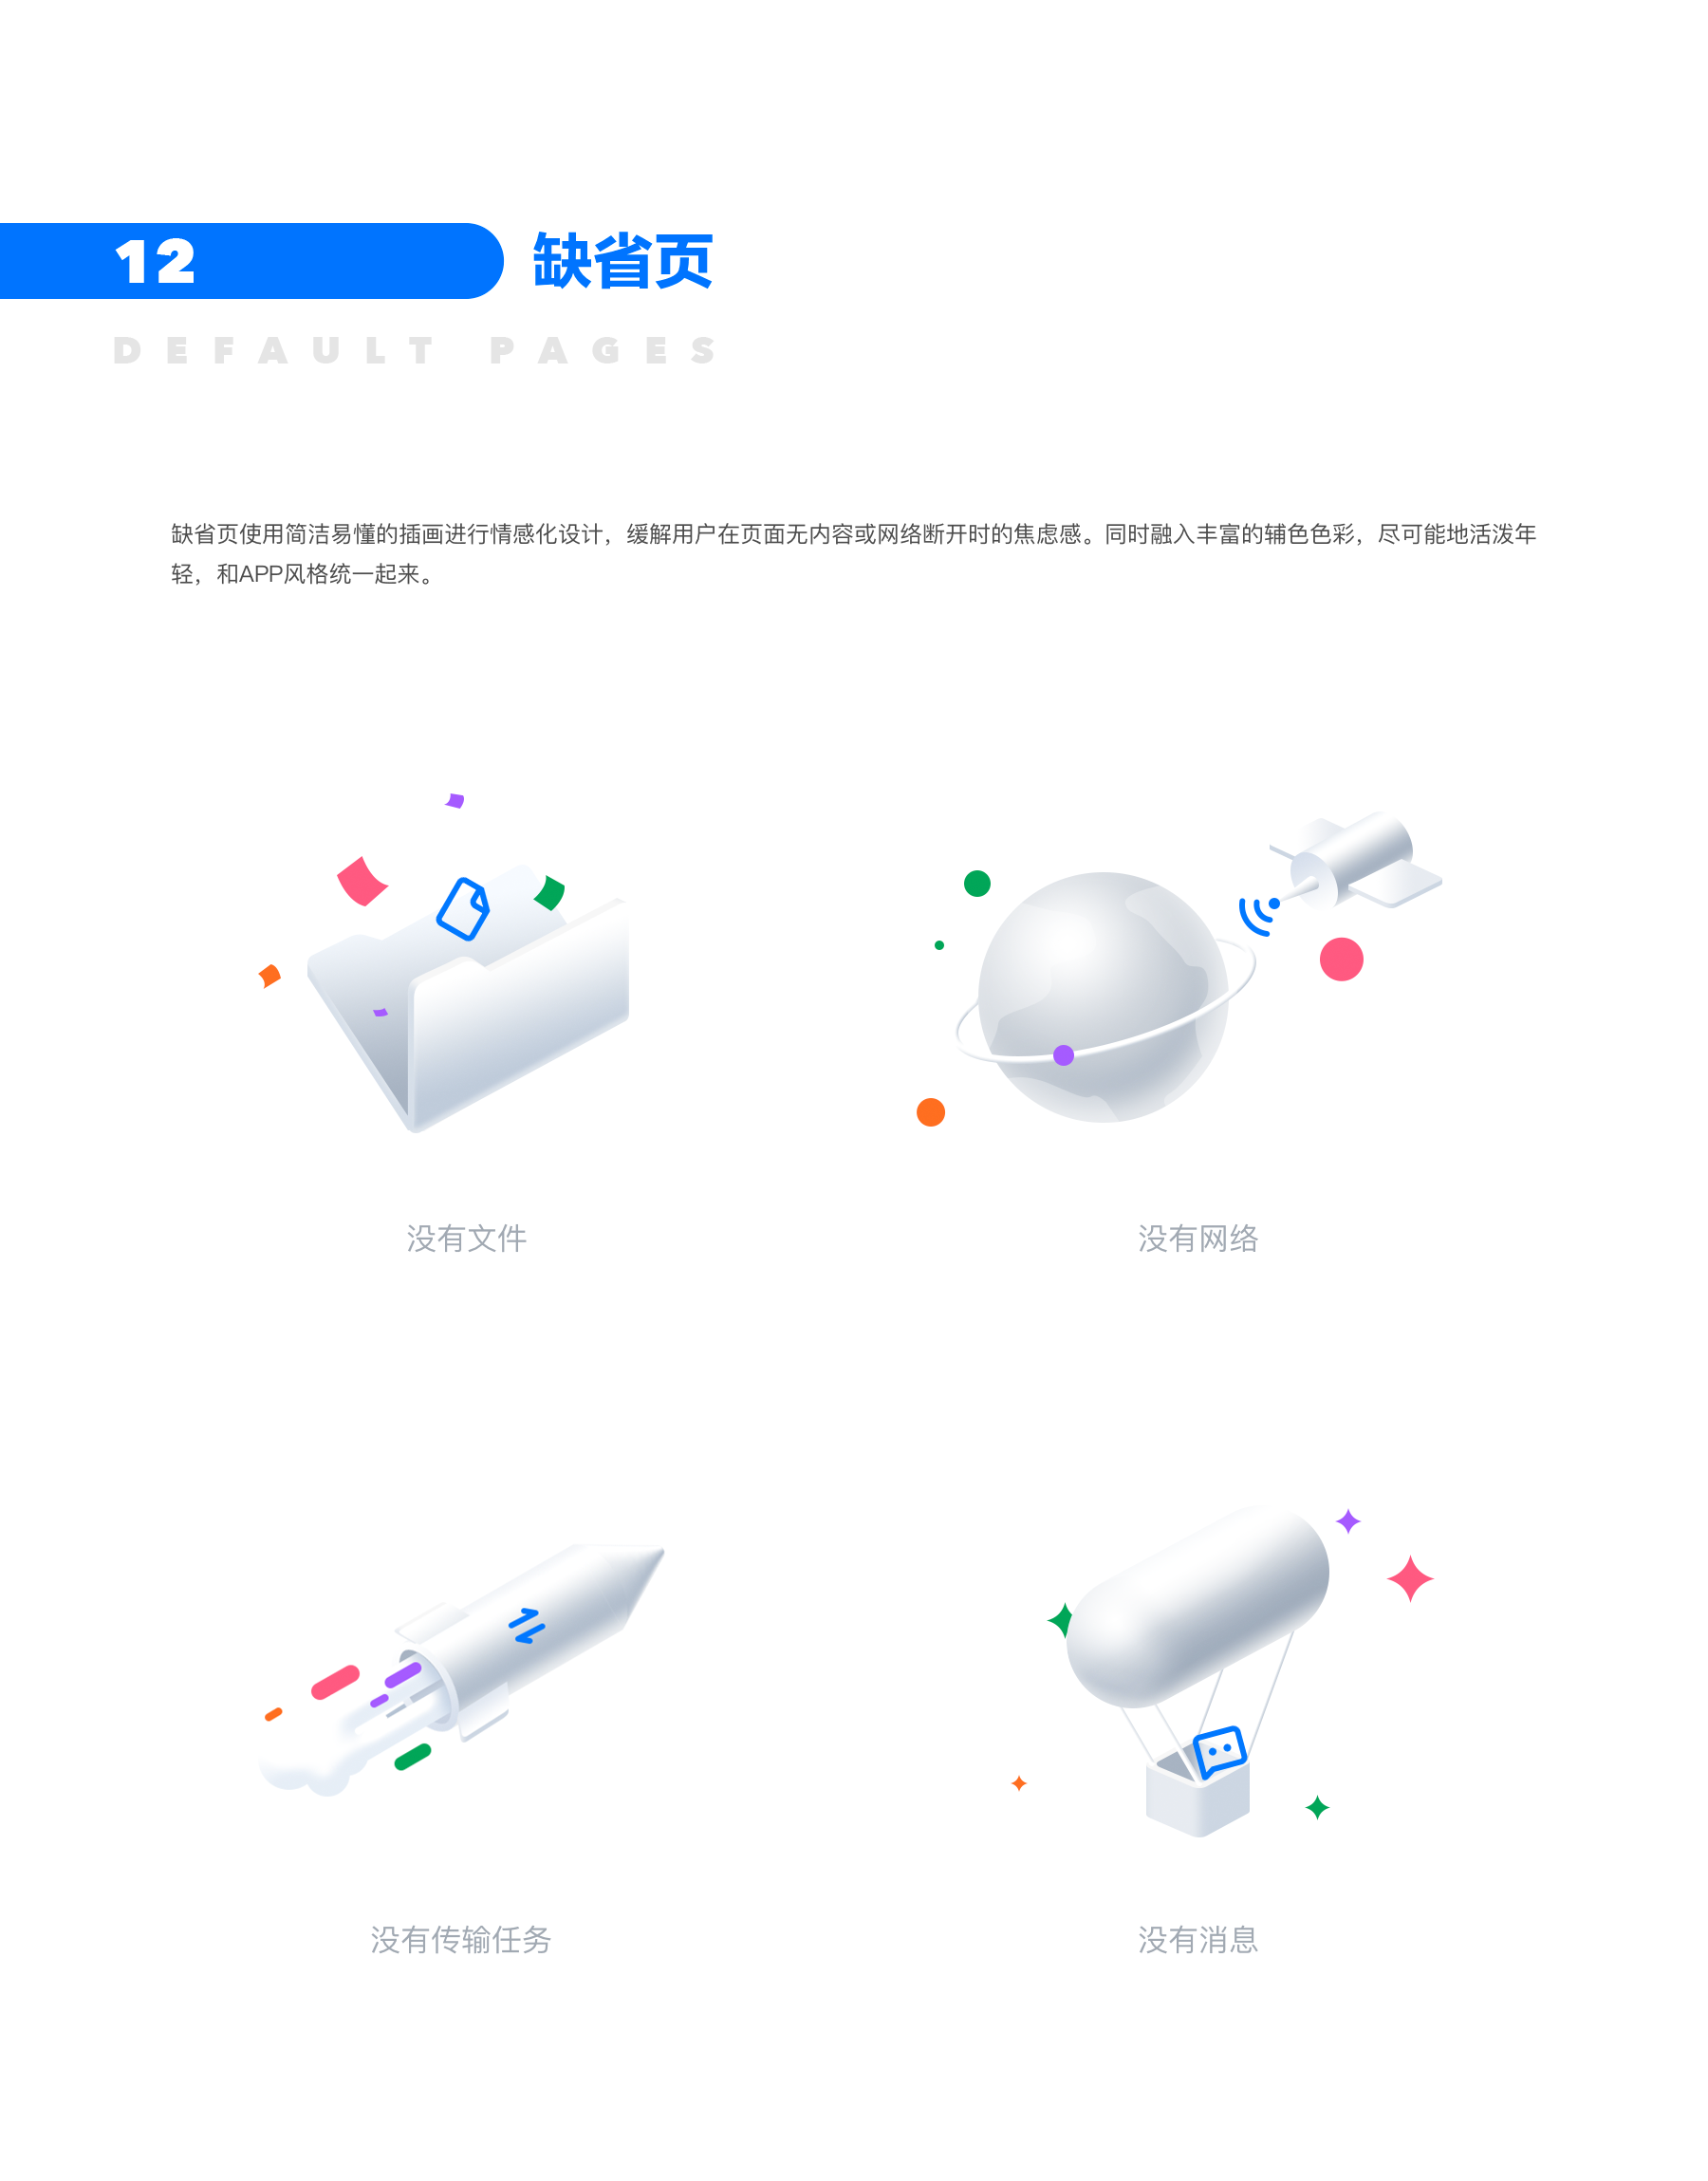 12 缺省页
DEFAULT PAGES
缺省页使用简洁易懂的插画进行情感化设计，缓解用户在页面无内容或网络断开时的焦虑感。同时融入丰富的辅色色彩，尽可能地活泼年
轻，和APP风格统一起来。
没有文件
没有网络
没有传输任务
没有消息